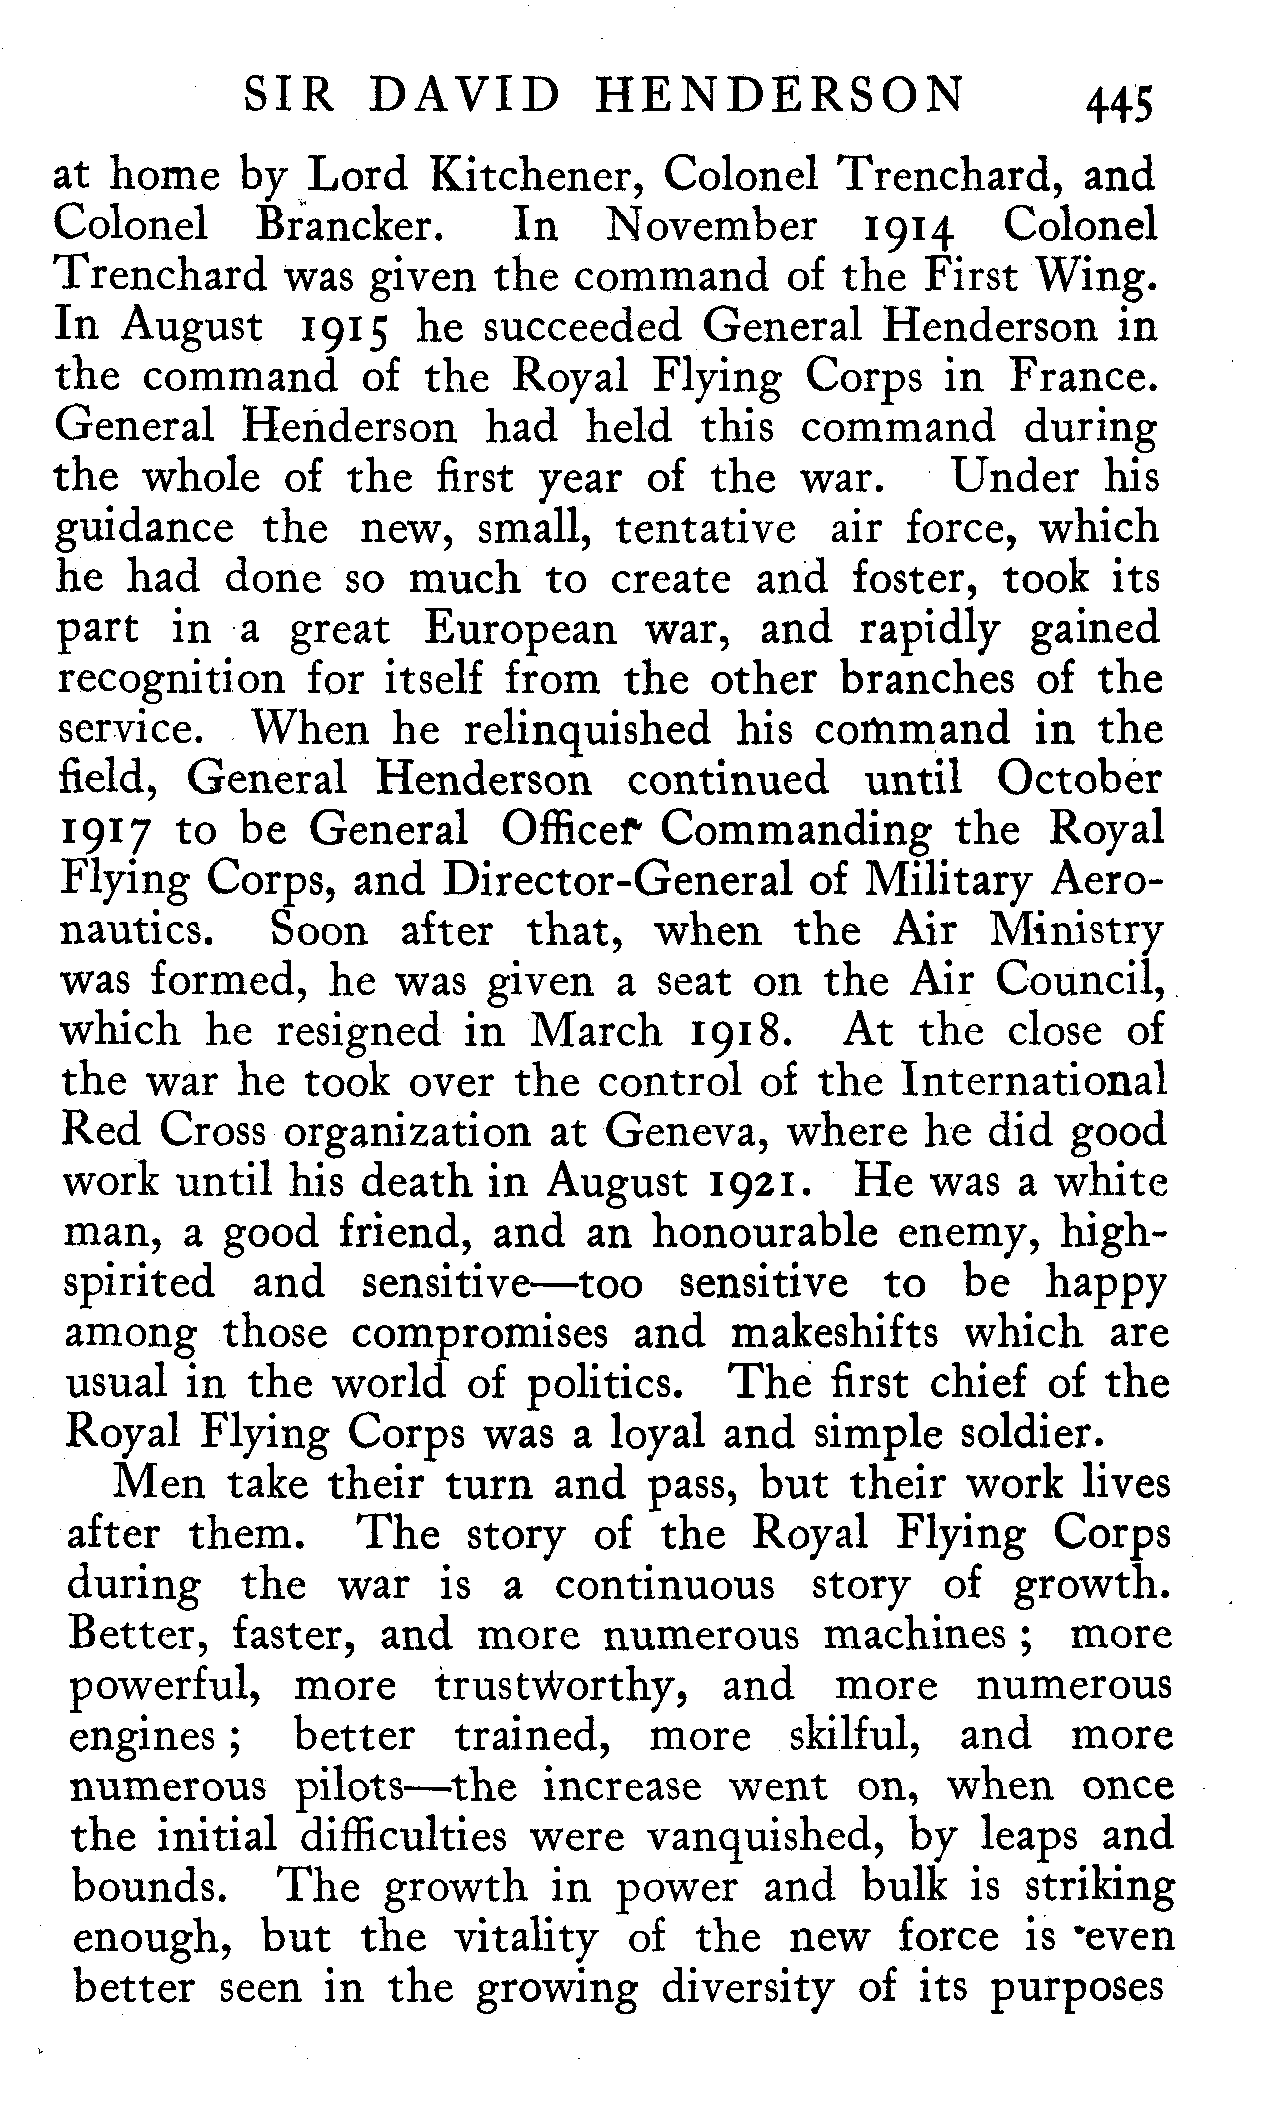 SIR DAVID HENDERSON 445
at home by Lord Kitchener, Colonel Trenchard, and
Colonel Brancker. In November 1914 Colonel
Trenchard was given the command of the First Wing.
In August 1915 he succeeded General Henderson in
the command of the Royal Flying Corps in France.
General Henderson had held this command during
the whole of the first year of the war. Under his
guidance the new, small, tentative air force, which
he had done so much to create and foster, took its
part in a great European war, and rapidly gained
recognition for itself from the other branches of the
service. When he relinquished his command in the
field, General Henderson continued until October
1917 to be General Officer Commanding the Royal
Flying Corps, and Director-General of Military Aero-
nautics. Soon after that, when the Air Ministry
was formed, he was given a seat on the Air Council,
which he resigned in March 1918. At the close of
the war he took over the control of the International
Red Cross organization at Geneva, where he did good
work until his death in August 1921. He was a white
man, a good friend, and an honourable enemy, high-
spirited and sensitive—too sensitive to be happy
among those compromises and makeshifts which are
usual in the world of politics. The first chief of the
Royal Flying Corps was a loyal and simple soldier.
Men take their turn and pass, but their work lives
after them. The story of the Royal Flying Corps
during the war is a continuous story of growth.
Better, faster, and more numerous machines ; more
powerful, more trustworthy, and more numerous
engines ; better trained, more skilful, and more
numerous pilots—the increase went on, when once
the initial difficulties were vanquished, by leaps and
bounds. The growth in power and bulk is striking
enough, but the vitality of the new force is even
better seen in the growing diversity of its purposes